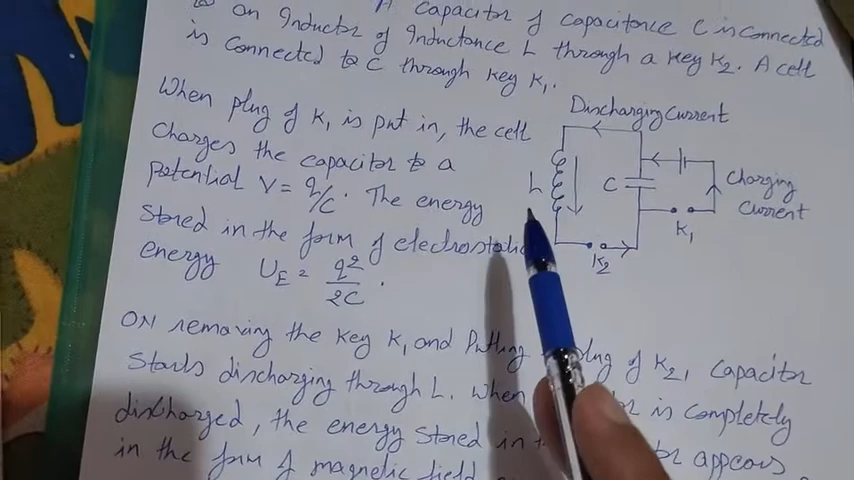 A capacitor of capacitance C is connected
to an Inductor of Inductance L through a key K2. A cell
is connected to C through key K1.
When plug of K1 is put in, the cell
charges the capacitor to a
potential V = q/C. The energy
stored in the form of electrostatic
energy UE = q²/2C.
Discharging Current
L
C
Charging
Current
K1
K2
ON removing the key K1 and Putting plug of K2, Capacitor
starts discharging through L. When is completely
discharged, the energy stored in appears
in the form of magnetic field